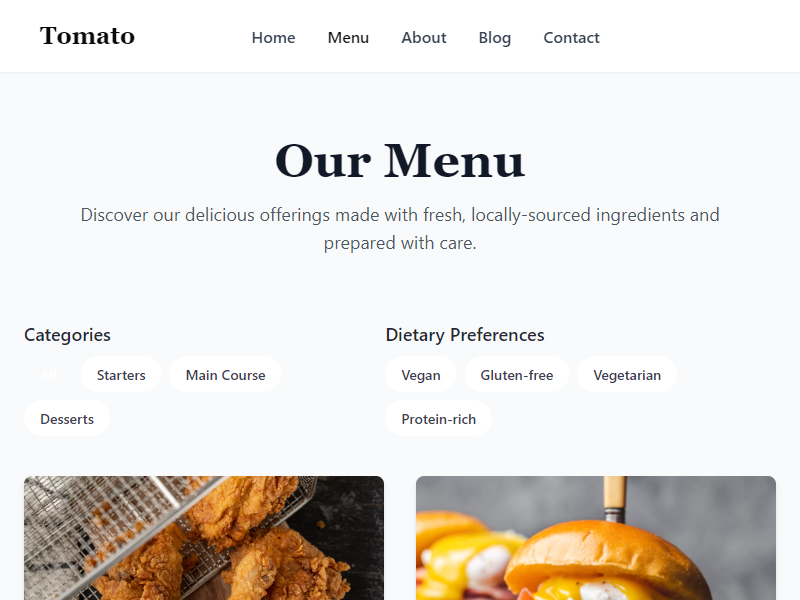 Tomato
Home Menu About Blog Contact
Our Menu
Discover our delicious offerings made with fresh, locally-sourced ingredients and
prepared with care.
Categories
All Starters Main Course
Desserts
Dietary Preferences
Vegan Gluten-free Vegetarian
Protein-rich